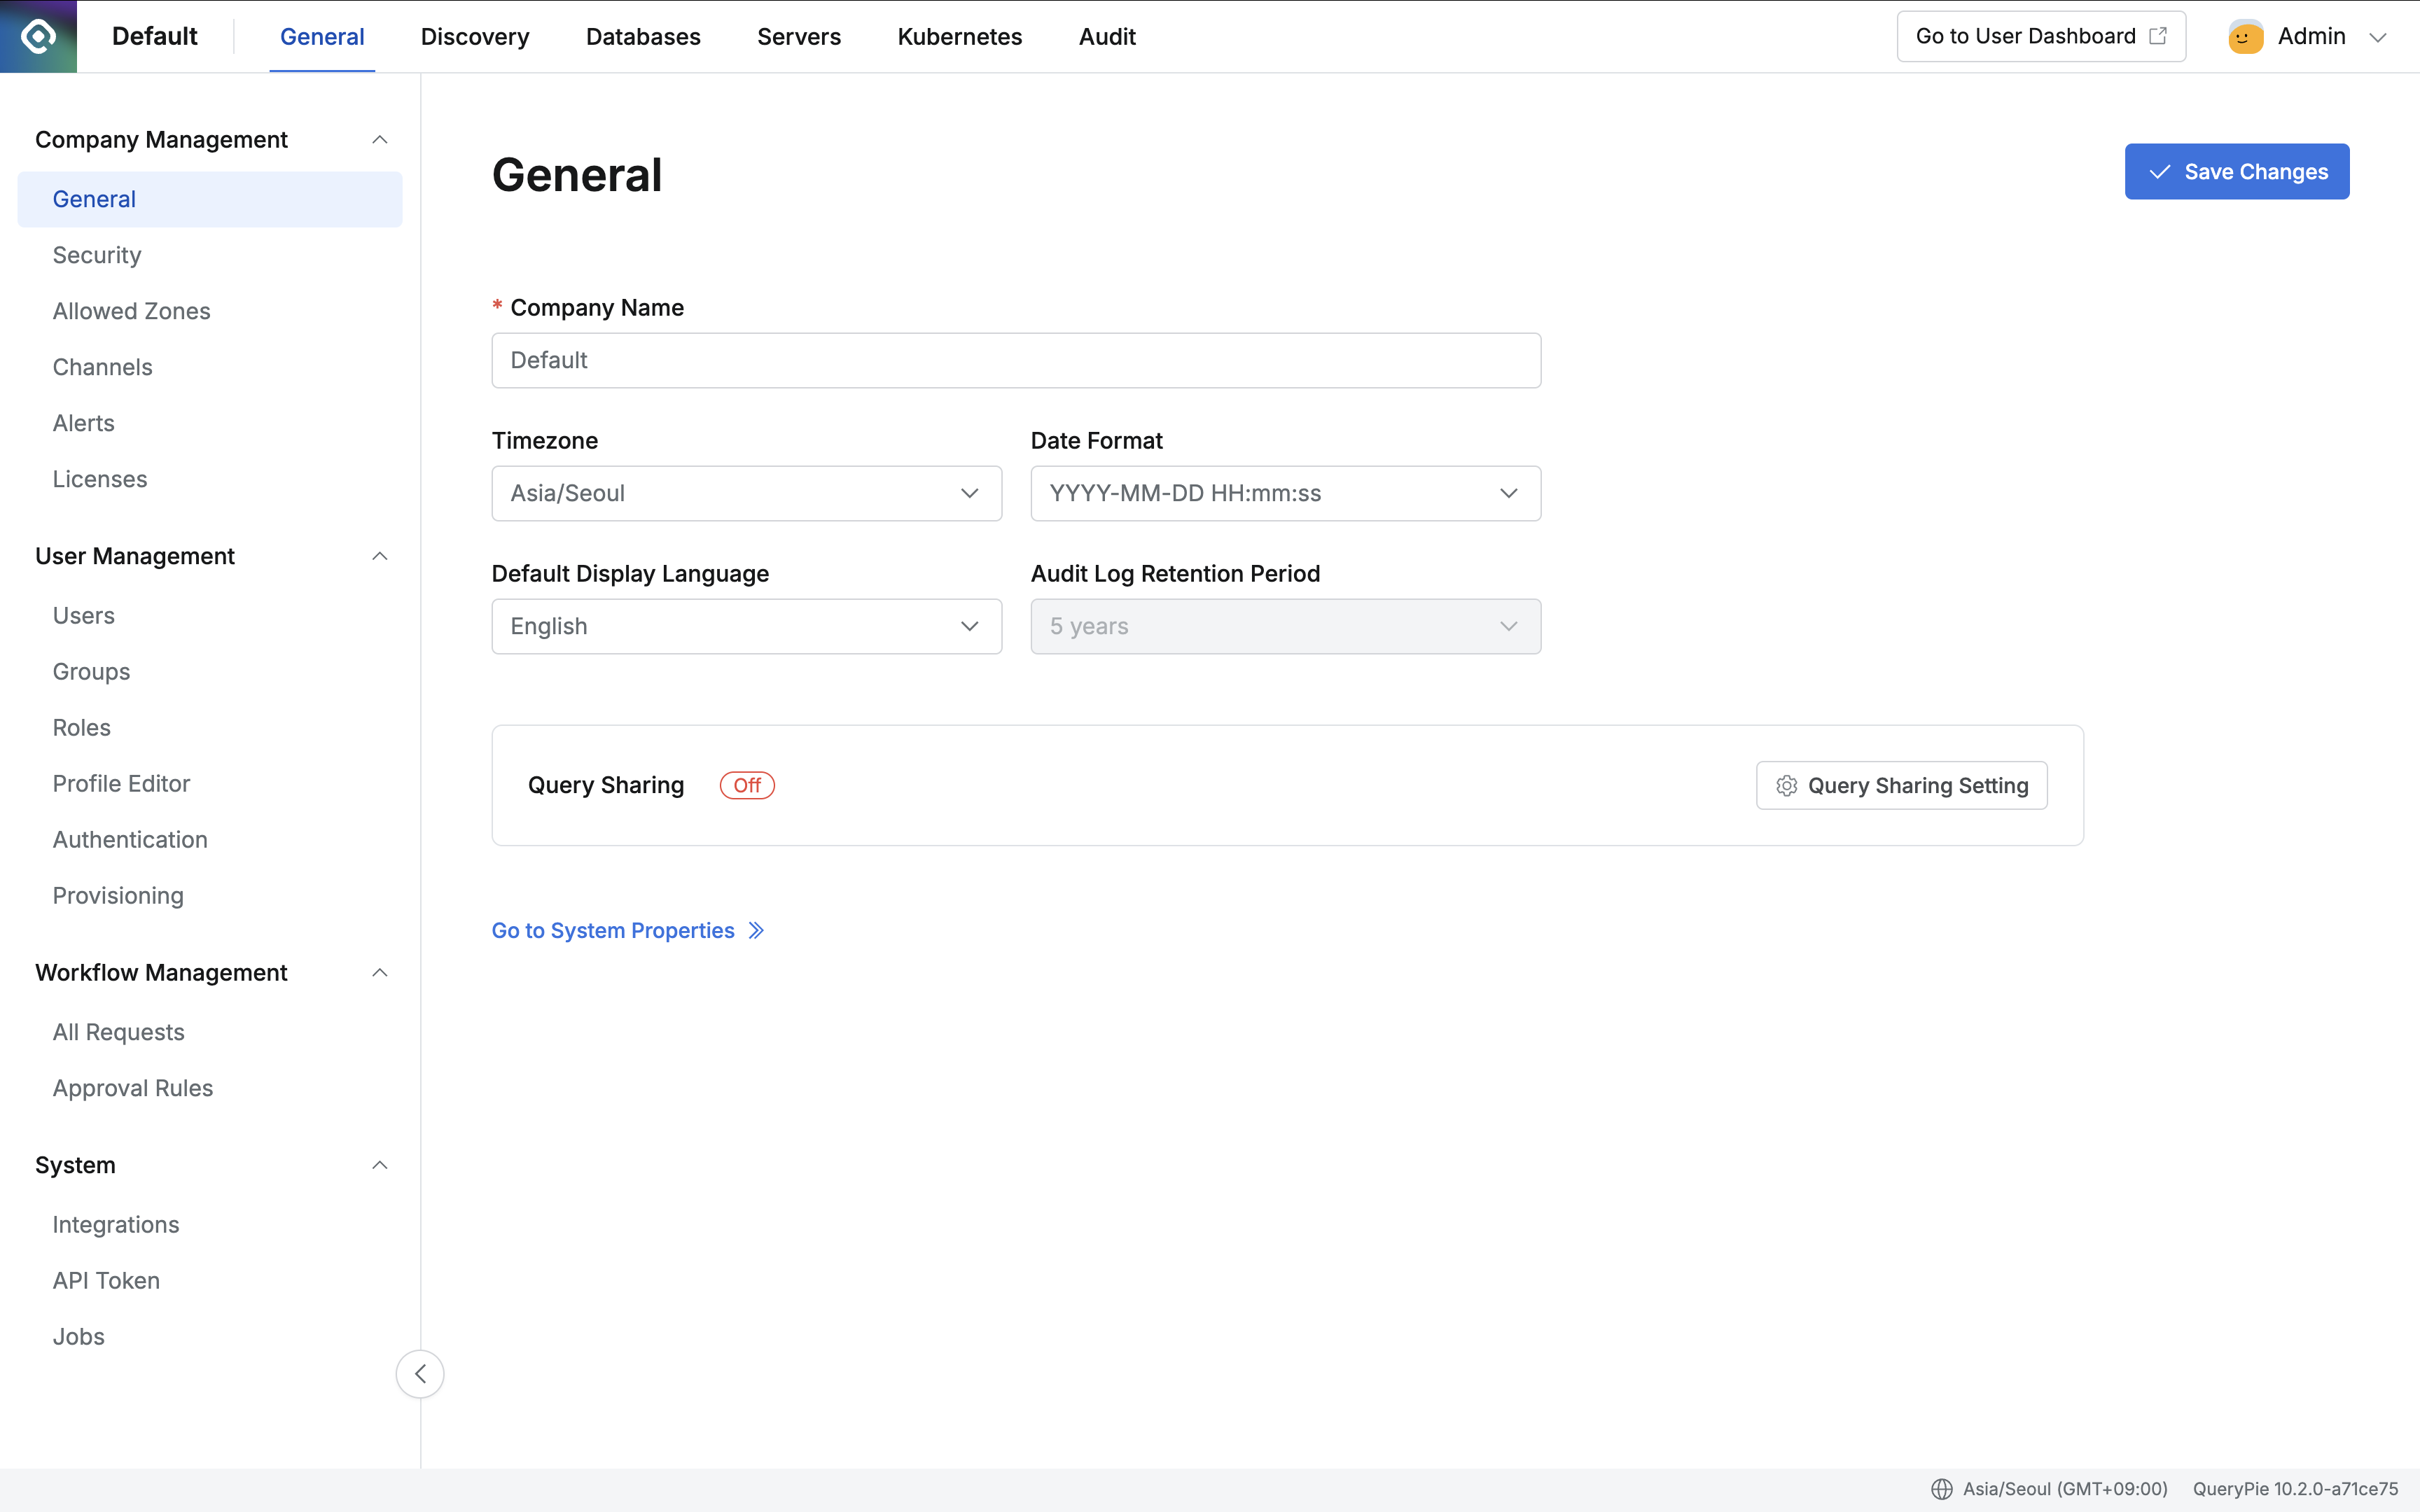 Default
General
Discovery
Databases
Servers
Kubernetes
Audit
Go to User Dashboard
Admin
Company Management
General
Security
Allowed Zones
Channels
Alerts
Licenses
User Management
Users
Groups
Roles
Profile Editor
Authentication
Provisioning
Workflow Management
All Requests
Approval Rules
System
Integrations
API Token
Jobs
General
Save Changes
* Company Name
Default
Timezone
Asia/Seoul
Date Format
YYYY-MM-DD HH:mm:ss
Default Display Language
English
Audit Log Retention Period
5 years
Query Sharing
Off
Query Sharing Setting
Go to System Properties
Asia/Seoul (GMT+09:00)
QueryPie 10.2.0-a71ce75